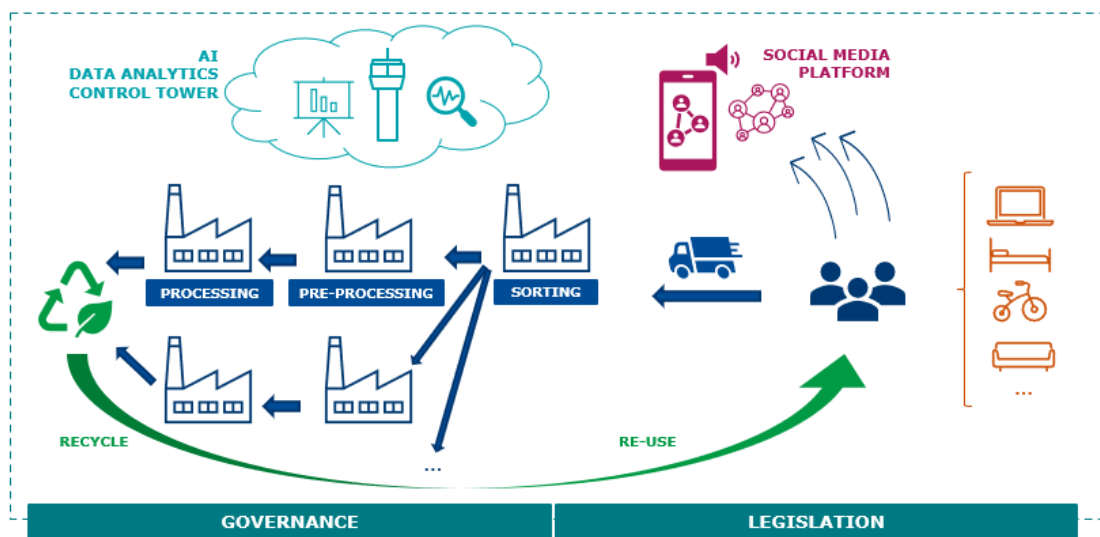 AI
DATA ANALYTICS
CONTROL TOWER
SOCIAL MEDIA
PLATFORM
PROCESSING
PRE-PROCESSING
SORTING
...
RECYCLE
RE-USE
...
GOVERNANCE
LEGISLATION